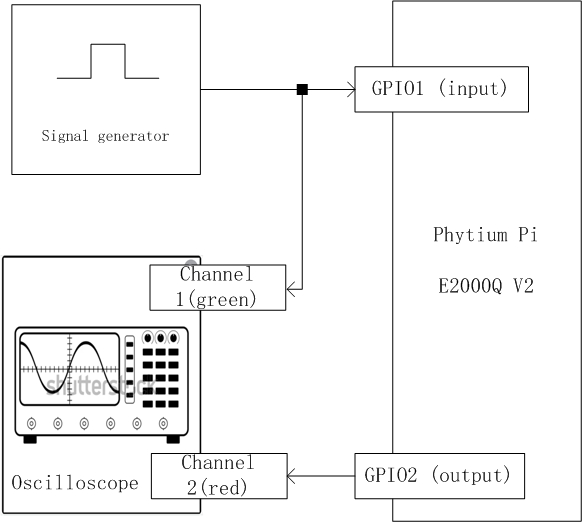 GPIO1 (input)
Signal generator
Phytium Pi
E2000Q V2
Channel
1(green)
shutterstock
Oscilloscope
Channel
2(red)
GPIO2 (output)